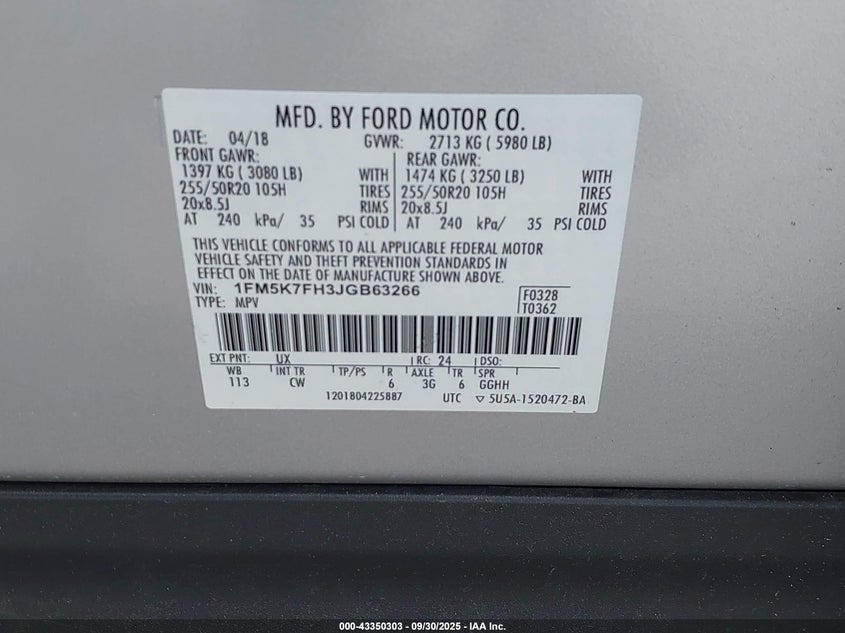 MFD. BY FORD MOTOR CO.
DATE: 04/18 GVWR: 2713 KG ( 5980 LB)
FRONT GAWR: REAR GAWR:
1397 KG ( 3080 LB) WITH 1474 KG ( 3250 LB) WITH
255/50R20 105H TIRES 255/50R20 105H TIRES
20x8.5J RIMS 20x8.5J RIMS
AT 240 kPa/ 35 PSI COLD AT 240 kPa/ 35 PSI COLD
THIS VEHICLE CONFORMS TO ALL APPLICABLE FEDERAL MOTOR
VEHICLE SAFETY AND THEFT PREVENTION STANDARDS IN
EFFECT ON THE DATE OF MANUFACTURE SHOWN ABOVE.
VIN: 1FM5K7FH3JGB63266 F0328
TYPE: MPV T0362
EXT PNT: UX RC: 24 DSO:
WB INT TR TP/PS R AXLE TR SPR
113 CW 6 3G 6 GGHH
1201804225887 UTC ▽ 5U5A-1520472-BA
000-43350303 - 09/30/2025 - IAA Inc.